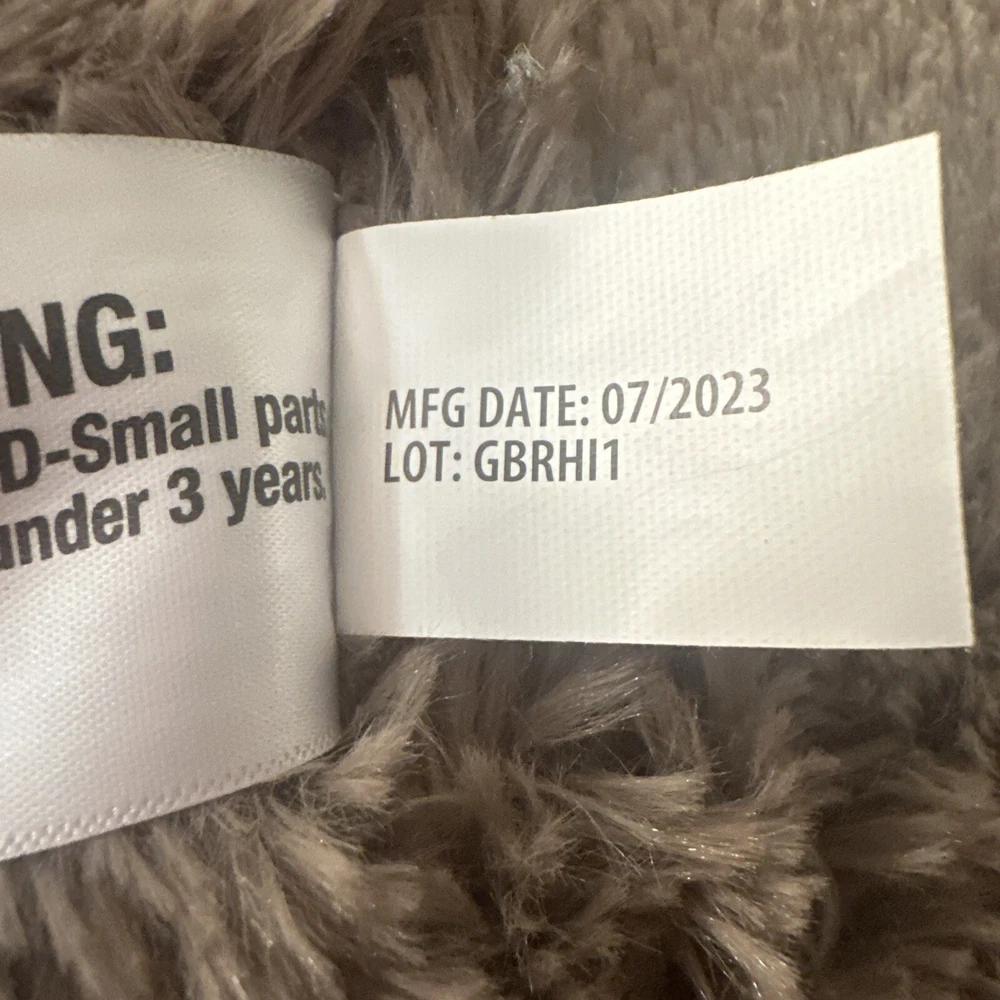 NG:
D-Small parts
under 3 years.
MFG DATE: 07/2023
LOT: GBRHI1